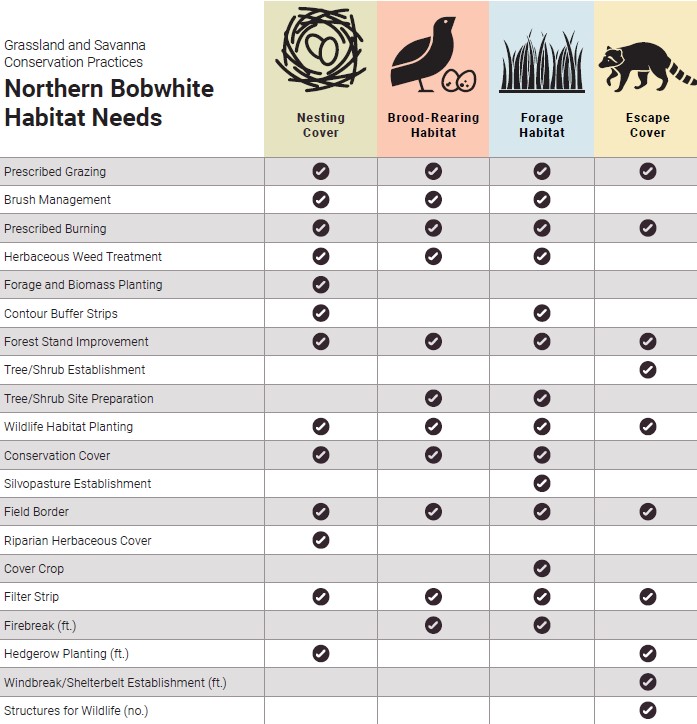 Grassland and Savanna
Conservation Practices
Northern Bobwhite
Habitat Needs
Nesting
Cover
Brood-Rearing
Habitat
Forage
Habitat
Escape
Cover
Prescribed Grazing
Brush Management
Prescribed Burning
Herbaceous Weed Treatment
Forage and Biomass Planting
Contour Buffer Strips
Forest Stand Improvement
Tree/Shrub Establishment
Tree/Shrub Site Preparation
Wildlife Habitat Planting
Conservation Cover
Silvopasture Establishment
Field Border
Riparian Herbaceous Cover
Cover Crop
Filter Strip
Firebreak (ft.)
Hedgerow Planting (ft.)
Windbreak/Shelterbelt Establishment (ft.)
Structures for Wildlife (no.)